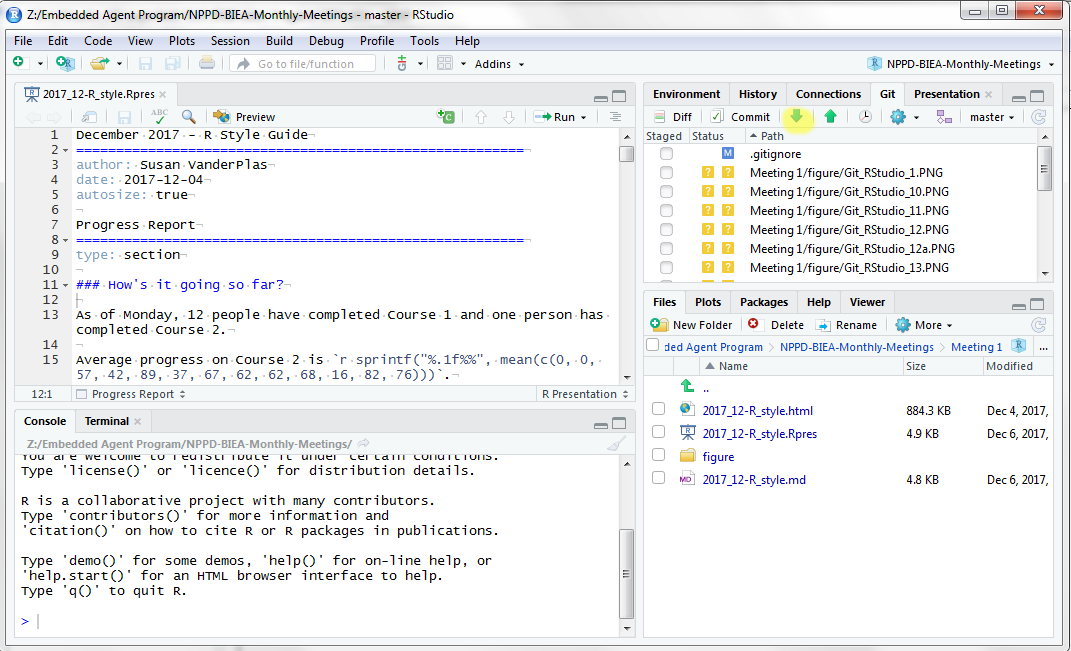 Z:/Embedded Agent Program/NPPD-BIEA-Monthly-Meetings - master - RStudio
File Edit Code View Plots Session Build Debug Profile Tools Help
Go to file/function Addins NPPD-BIEA-Monthly-Meetings
2017_12-R_style.Rpres
ABC Preview Run
1 December 2017 - R Style Guide
2 ========================================================
3 author: Susan VanderPlas
4 date: 2017-12-04
5 autosize: true
6
7 Progress Report
8 ========================================================
9 type: section
10
11 ### How's it going so far?
12
13 As of Monday, 12 people have completed Course 1 and one person has
completed Course 2.
14
15 Average progress on Course 2 is `r sprintf("%.1f%%", mean(c(0, 0,
57, 42, 89, 37, 67, 62, 62, 68, 16, 82, 76)))`.
12:1 Progress Report R Presentation
Console Terminal
Z:/Embedded Agent Program/NPPD-BIEA-Monthly-Meetings/
You are welcome to redistribute it under certain conditions.
Type 'license()' or 'licence()' for distribution details.
R is a collaborative project with many contributors.
Type 'contributors()' for more information and
'citation()' on how to cite R or R packages in publications.
Type 'demo()' for some demos, 'help()' for on-line help, or
'help.start()' for an HTML browser interface to help.
Type 'q()' to quit R.
>
Environment History Connections Git Presentation
Diff Commit master
Staged Status Path
M .gitignore
? ? Meeting 1/figure/Git_RStudio_1.PNG
? ? Meeting 1/figure/Git_RStudio_10.PNG
? ? Meeting 1/figure/Git_RStudio_11.PNG
? ? Meeting 1/figure/Git_RStudio_12.PNG
? ? Meeting 1/figure/Git_RStudio_12a.PNG
? ? Meeting 1/figure/Git_RStudio_13.PNG
Files Plots Packages Help Viewer
New Folder Delete Rename More
ded Agent Program NPPD-BIEA-Monthly-Meetings Meeting 1 ...
Name Size Modified
..
2017_12-R_style.html 884.3 KB Dec 4, 2017,
2017_12-R_style.Rpres 4.9 KB Dec 6, 2017,
figure
MD 2017_12-R_style.md 4.8 KB Dec 6, 2017,